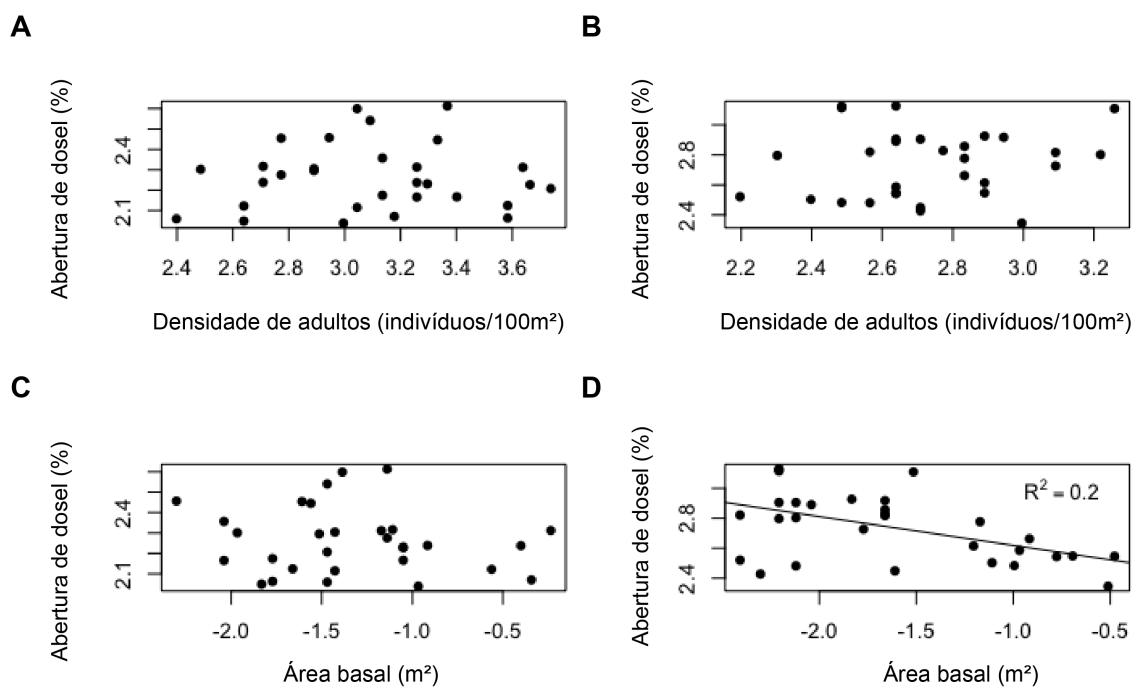 A
B
Abertura de dosel (%)
2.4
2.1
2.4 2.6 2.8 3.0 3.2 3.4 3.6
Densidade de adultos (indivíduos/100m²)
Abertura de dosel (%)
2.8
2.4
2.2 2.4 2.6 2.8 3.0 3.2
Densidade de adultos (indivíduos/100m²)
C
D
Abertura de dosel (%)
2.4
2.1
-2.0 -1.5 -1.0 -0.5
Área basal (m²)
Abertura de dosel (%)
2.8
2.4
R² = 0.2
-2.0 -1.5 -1.0 -0.5
Área basal (m²)